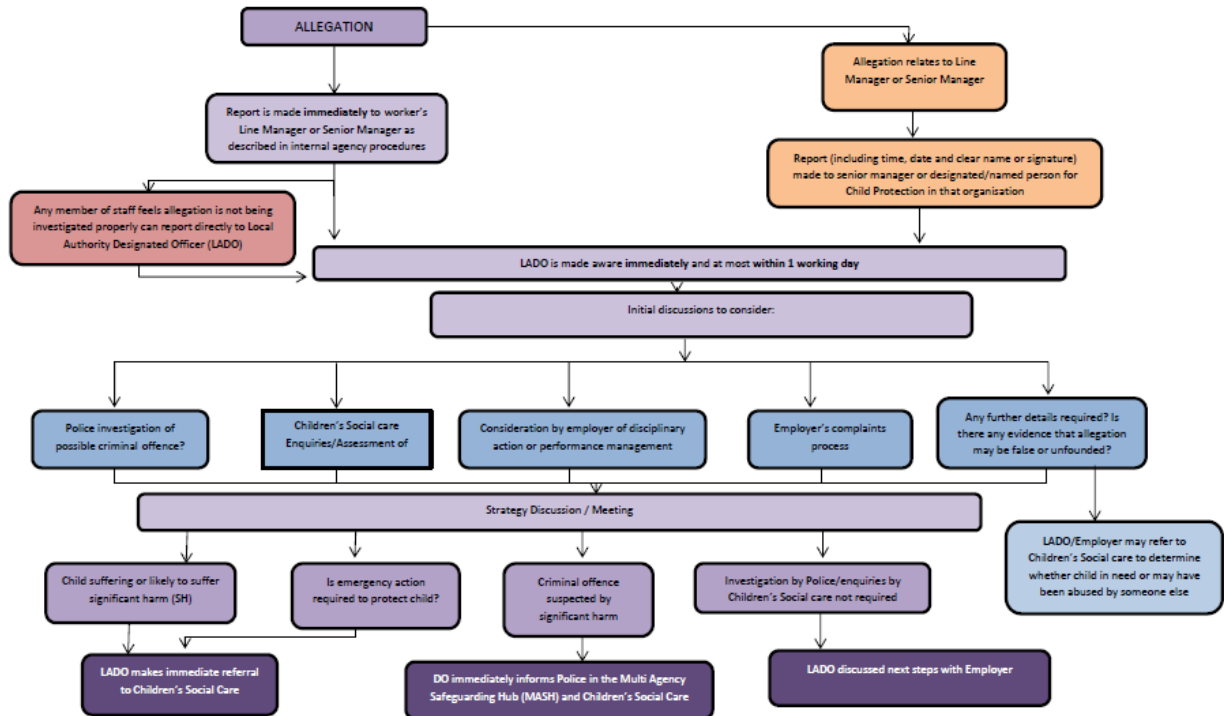 ALLEGATION
Allegation relates to Line
Manager or Senior Manager
Report is made immediately to worker's
Line Manager or Senior Manager as
described in internal agency procedures
Report (including time, date and clear name or signature)
made to senior manager or designated/named person for
Child Protection in that organisation
Any member of staff feels allegation is not being
investigated properly can report directly to Local
Authority Designated Officer (LADO)
LADO is made aware immediately and at most within 1 working day
Initial discussions to consider:
Police investigation of
possible criminal offence?
Children's Social care
Enquiries/Assessment of
Consideration by employer of disciplinary
action or performance management
Employer's complaints
process
Any further details required? Is
there any evidence that allegation
may be false or unfounded?
Strategy Discussion / Meeting
LADO/Employer may refer to
Children's Social care to determine
whether child in need or may have
been abused by someone else
Child suffering or likely to suffer
significant harm (SH)
Is emergency action
required to protect child?
Criminal offence
suspected by
significant harm
Investigation by Police/enquiries by
Children's Social care not required
LADO makes immediate referral
to Children's Social Care
DO immediately informs Police in the Multi Agency
Safeguarding Hub (MASH) and Children's Social Care
LADO discussed next steps with Employer